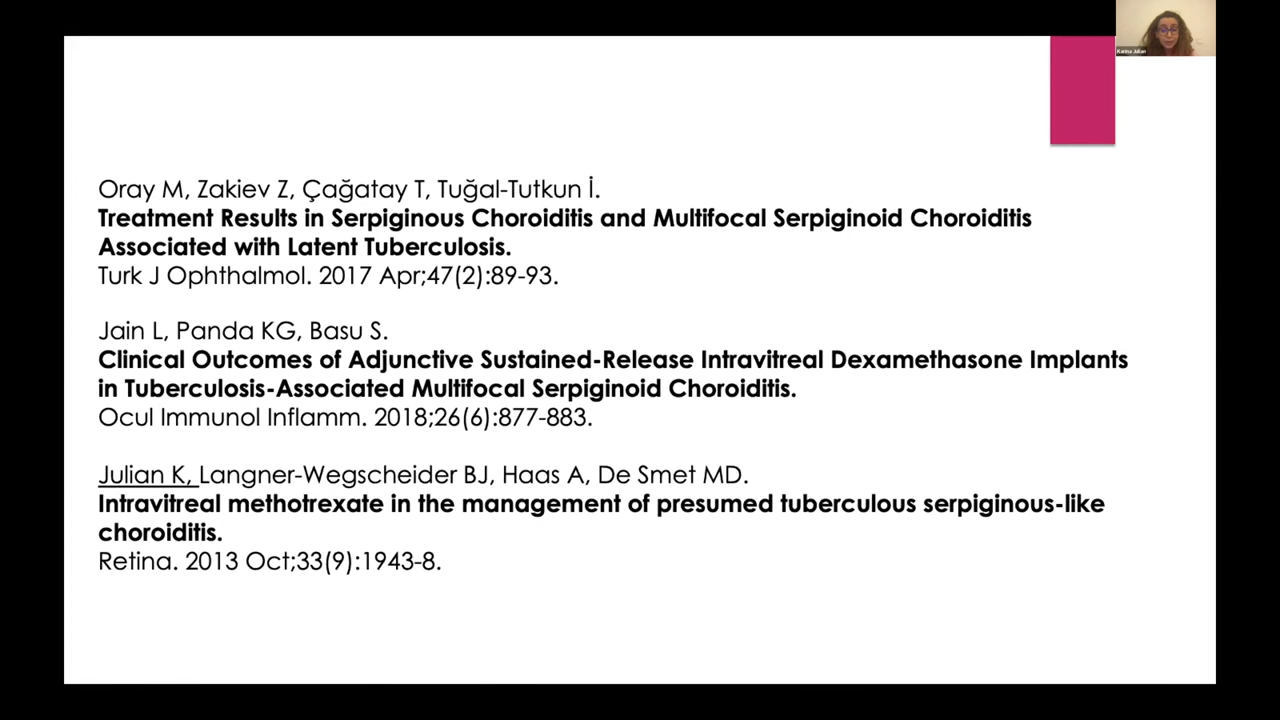 Karina Julian
Oray M, Zakiev Z, Çağatay T, Tuğal-Tutkun İ.
Treatment Results in Serpiginous Choroiditis and Multifocal Serpiginoid Choroiditis
Associated with Latent Tuberculosis.
Turk J Ophthalmol. 2017 Apr;47(2):89-93.
Jain L, Panda KG, Basu S.
Clinical Outcomes of Adjunctive Sustained-Release Intravitreal Dexamethasone Implants
in Tuberculosis-Associated Multifocal Serpiginoid Choroiditis.
Ocul Immunol Inflamm. 2018;26(6):877-883.
Julian K, Langner-Wegscheider BJ, Haas A, De Smet MD.
Intravitreal methotrexate in the management of presumed tuberculous serpiginous-like
choroiditis.
Retina. 2013 Oct;33(9):1943-8.